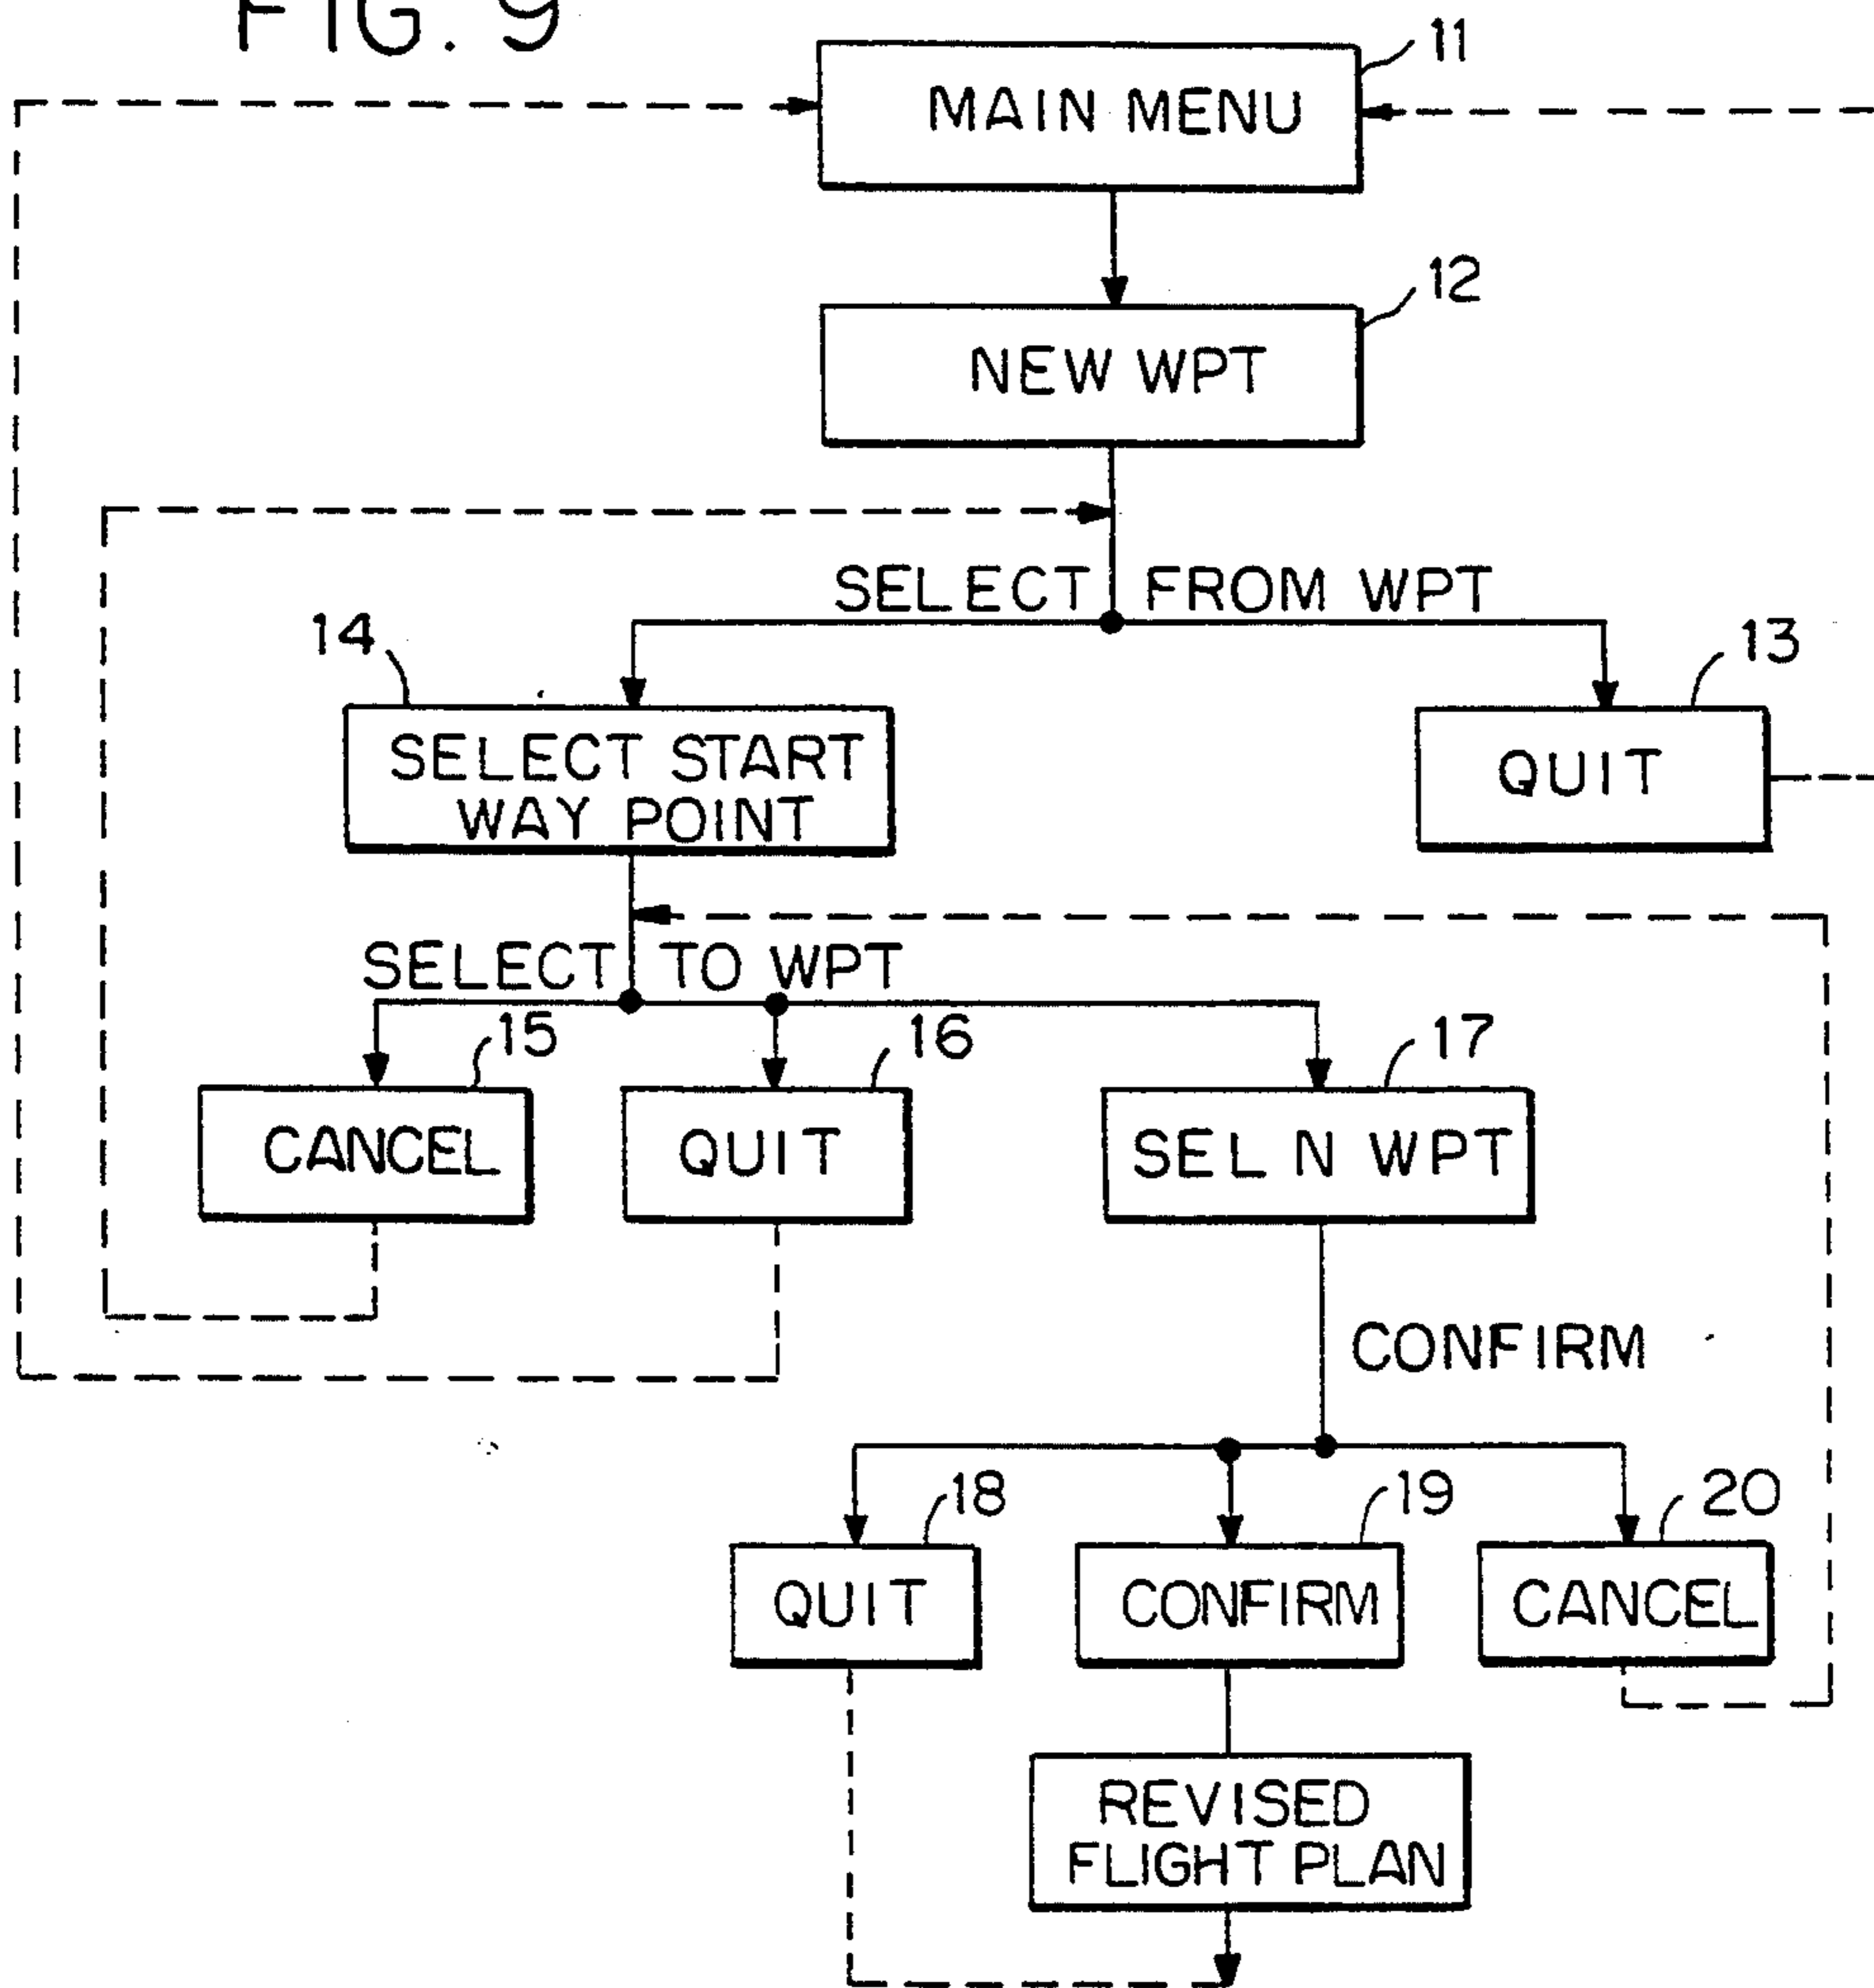 FIG. 9
11
MAIN MENU
12
NEW WPT
SELECT FROM WPT
14
13
SELECT START
WAY POINT
QUIT
SELECT TO WPT
15
16
17
CANCEL
QUIT
SEL N WPT
CONFIRM
18
19
20
QUIT
CONFIRM
CANCEL
REVISED
FLIGHT PLAN